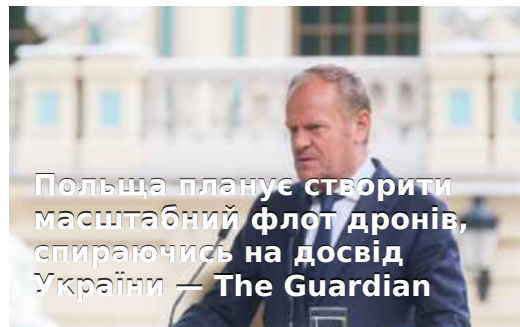 Польща планує створити
масштабний флот дронів,
спираючись на досвід
України — The Guardian